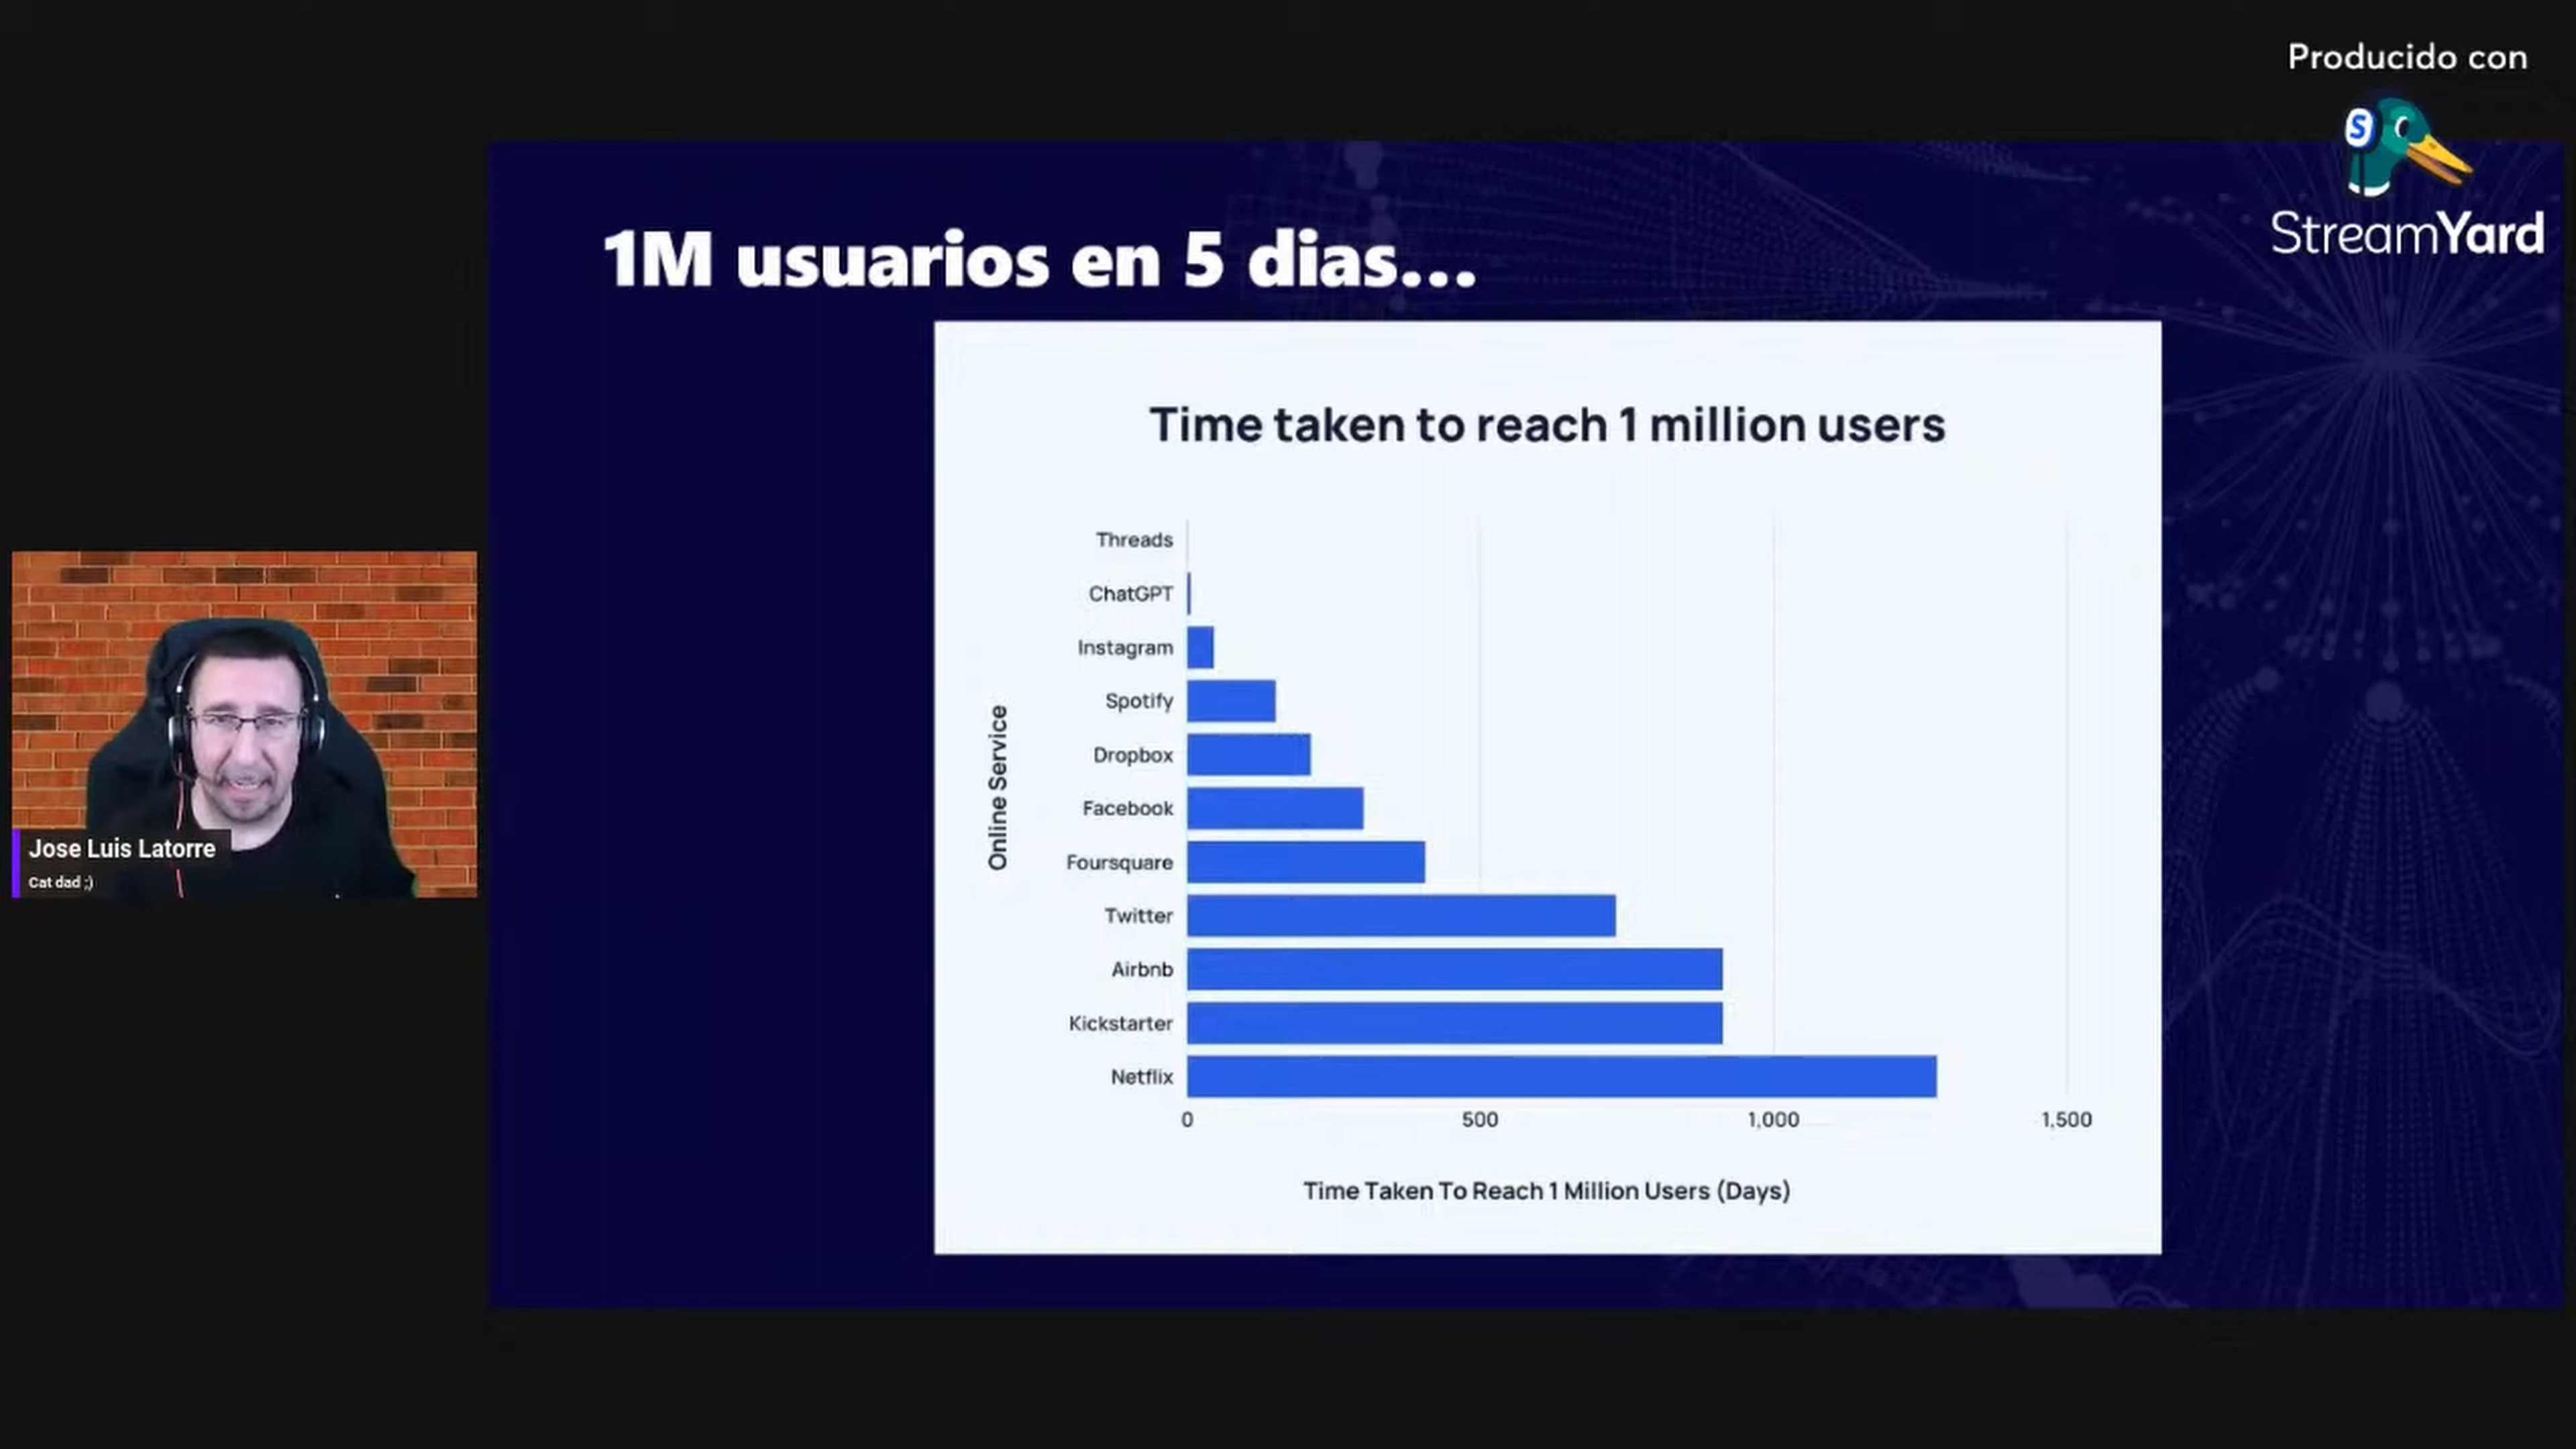 Producido con
S
StreamYard
1M usuarios en 5 dias...
Time taken to reach 1 million users
Online Service
Threads
ChatGPT
Instagram
Spotify
Dropbox
Facebook
Foursquare
Twitter
Airbnb
Kickstarter
Netflix
0 500 1,000 1,500
Time Taken To Reach 1 Million Users (Days)
Jose Luis Latorre
Cat dad ;)